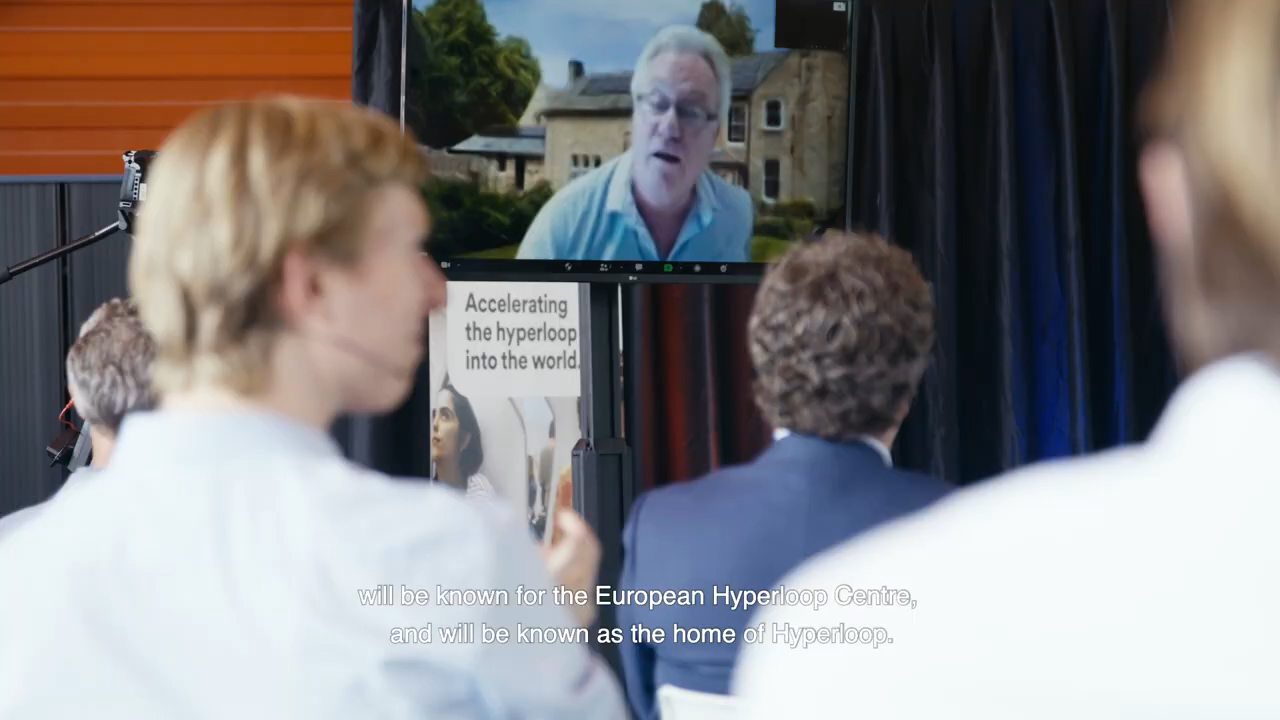 Accelerating
the hyperloop
into the world.
will be known for the European Hyperloop Centre,
and will be known as the home of Hyperloop.